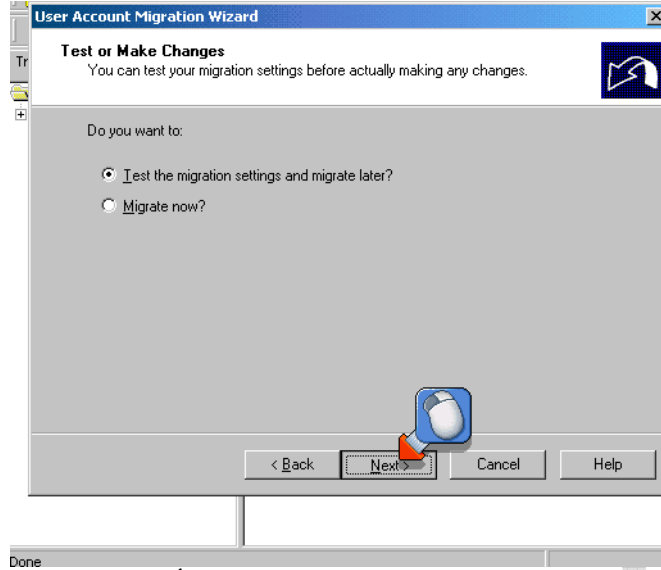 User Account Migration Wizard
Test or Make Changes
You can test your migration settings before actually making any changes.
Tr
Do you want to:
Test the migration settings and migrate later?
Migrate now?
< Back Next > Cancel Help
Done